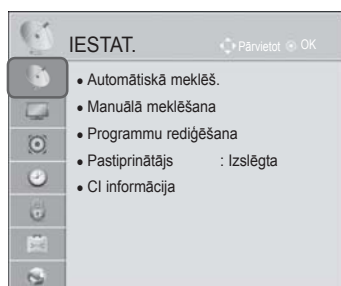 IESTAT.
Pārvietot OK
• Automātiskā meklēš.
• Manuālā meklēšana
• Programmu rediģēšana
• Pastiprinātājs : Izslēgta
• CI informācija